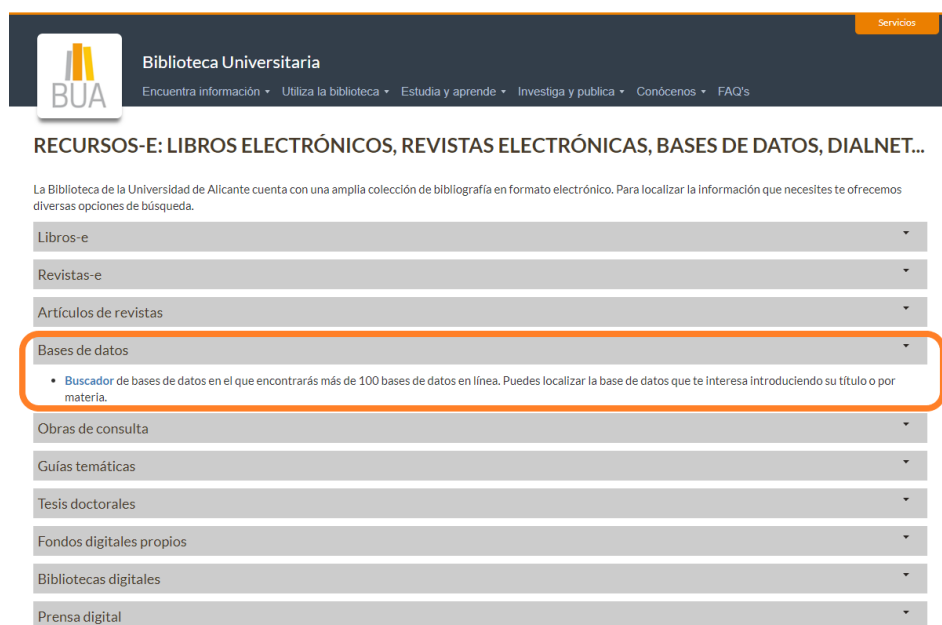 Servicios
BUA
Biblioteca Universitaria
Encuentra información Utiliza la biblioteca Estudia y aprende Investiga y publica Conócenos FAQ's
RECURSOS-E: LIBROS ELECTRÓNICOS, REVISTAS ELECTRÓNICAS, BASES DE DATOS, DIALNET...
La Biblioteca de la Universidad de Alicante cuenta con una amplia colección de bibliografía en formato electrónico. Para localizar la información que necesites te ofrecemos
diversas opciones de búsqueda.
Libros-e
Revistas-e
Artículos de revistas
Bases de datos
• Buscador de bases de datos en el que encontrarás más de 100 bases de datos en línea. Puedes localizar la base de datos que te interesa introduciendo su título o por
materia.
Obras de consulta
Guías temáticas
Tesis doctorales
Fondos digitales propios
Bibliotecas digitales
Prensa digital